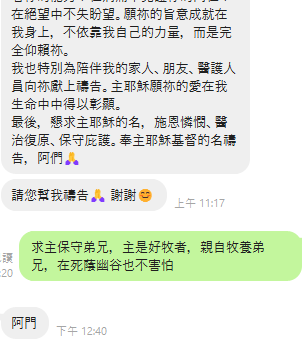 在絕望中不失盼望。願祢的旨意成就在
我身上，不依靠我自己的力量，而是完
全仰賴祢。
我也特別為陪伴我的家人、朋友、醫護人
員向祢獻上禱告。主耶穌願祢的愛在我
生命中中得以彰顯。
最後，懇求主耶穌的名，施恩憐憫、醫
治復原、保守庇護。奉主耶穌基督的名禱
告，阿們🙏
請您幫我禱告🙏 謝謝😊
上午 11:17
求主保守弟兄，主是好牧者，親自牧養弟
兄，在死蔭幽谷也不害怕
讀
:20
阿門
下午 12:40